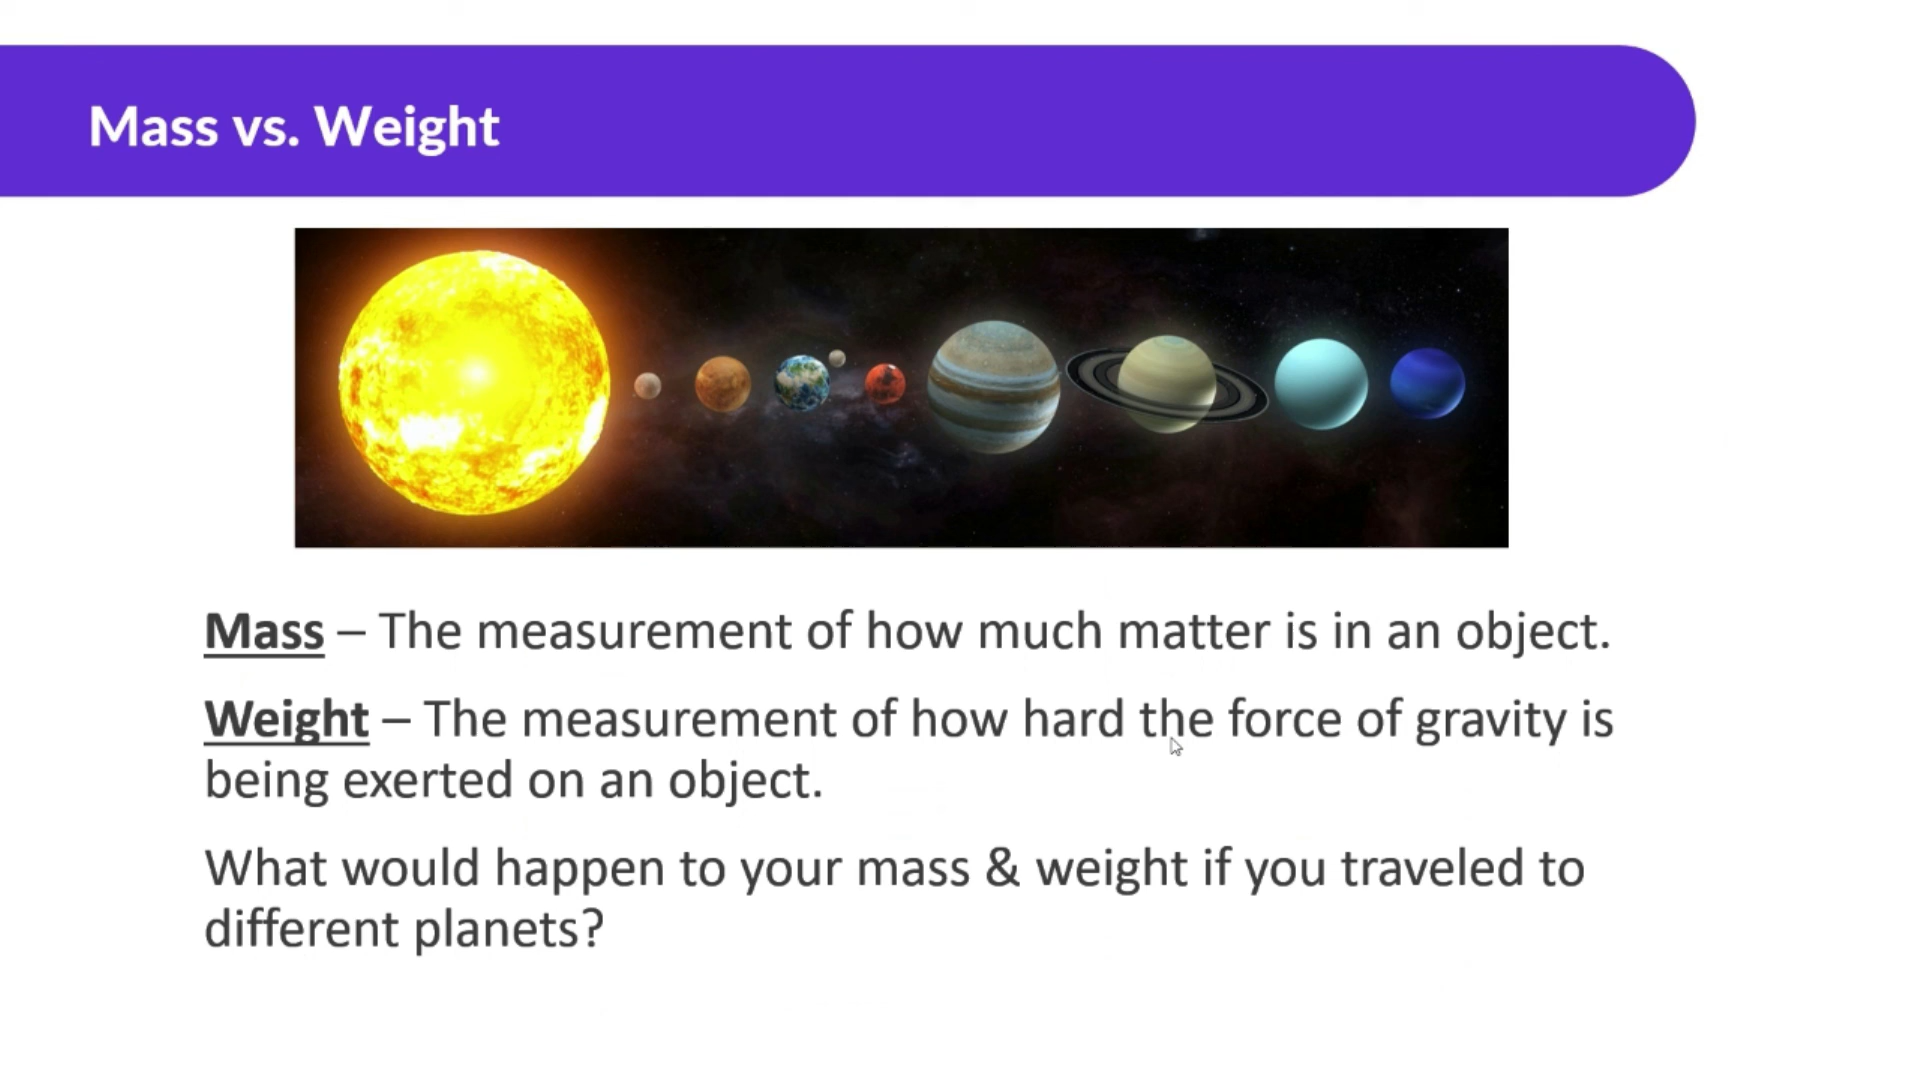 Mass vs. Weight
Mass – The measurement of how much matter is in an object.
Weight – The measurement of how hard the force of gravity is
being exerted on an object.
What would happen to your mass & weight if you traveled to
different planets?